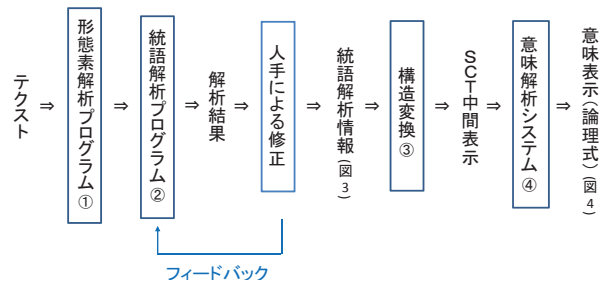 テクスト
⇒
形態素解析プログラム①
⇒
統語解析プログラム②
⇒
解析結果
⇒
人手による修正
⇒
統語解析情報(図3)
⇒
構造変換③
⇒
SCT中間表示
⇒
意味解析システム④
⇒
意味表示(論理式)(図4)
フィードバック